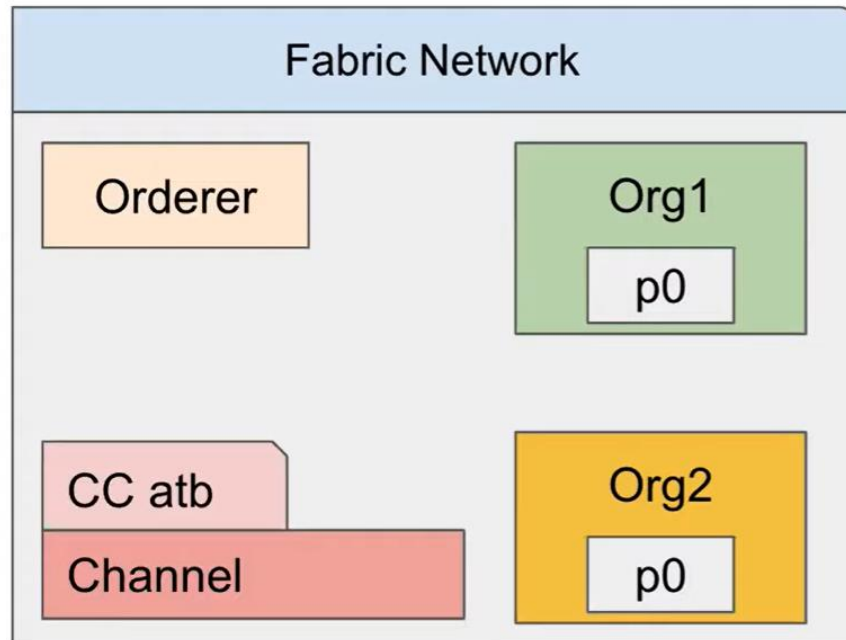 Fabric Network
Orderer
Org1
p0
CC atb
Channel
Org2
p0